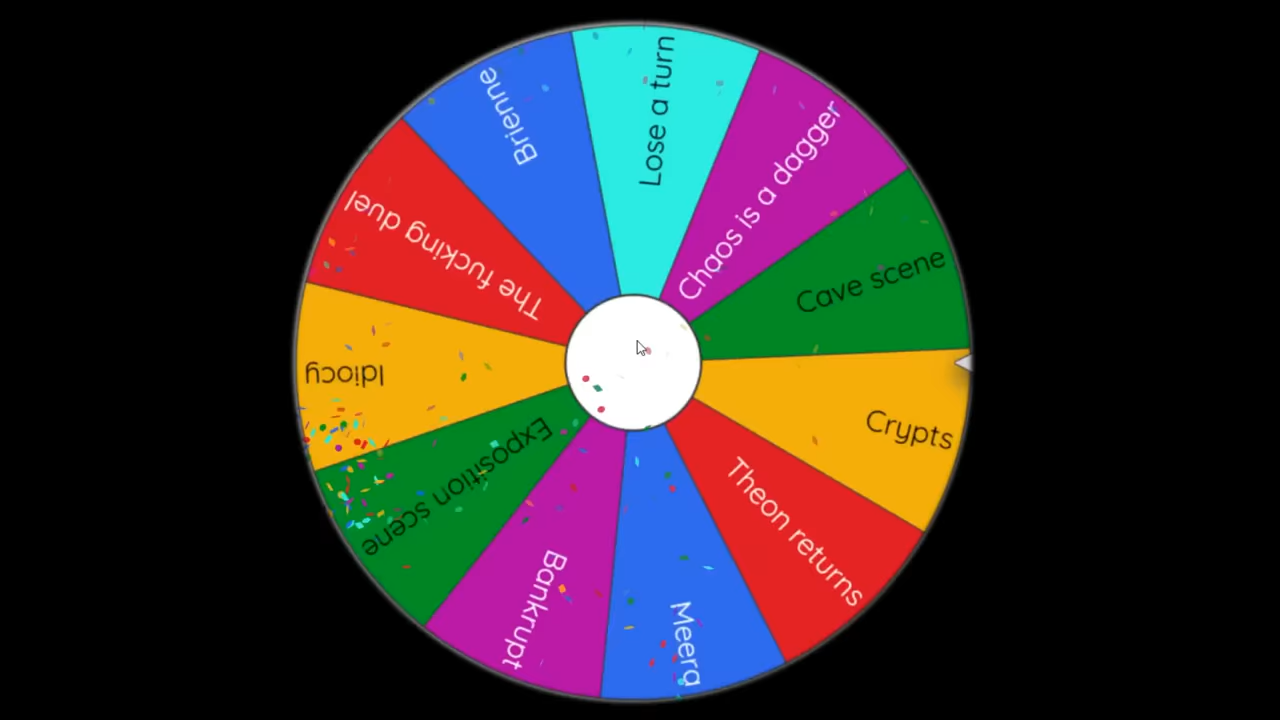 Lose a turn
Chaos is a dagger
Cave scene
Crypts
Theon returns
Meera
Bankrupt
Exposition scene
Idiocy
The fucking duel
Brienne